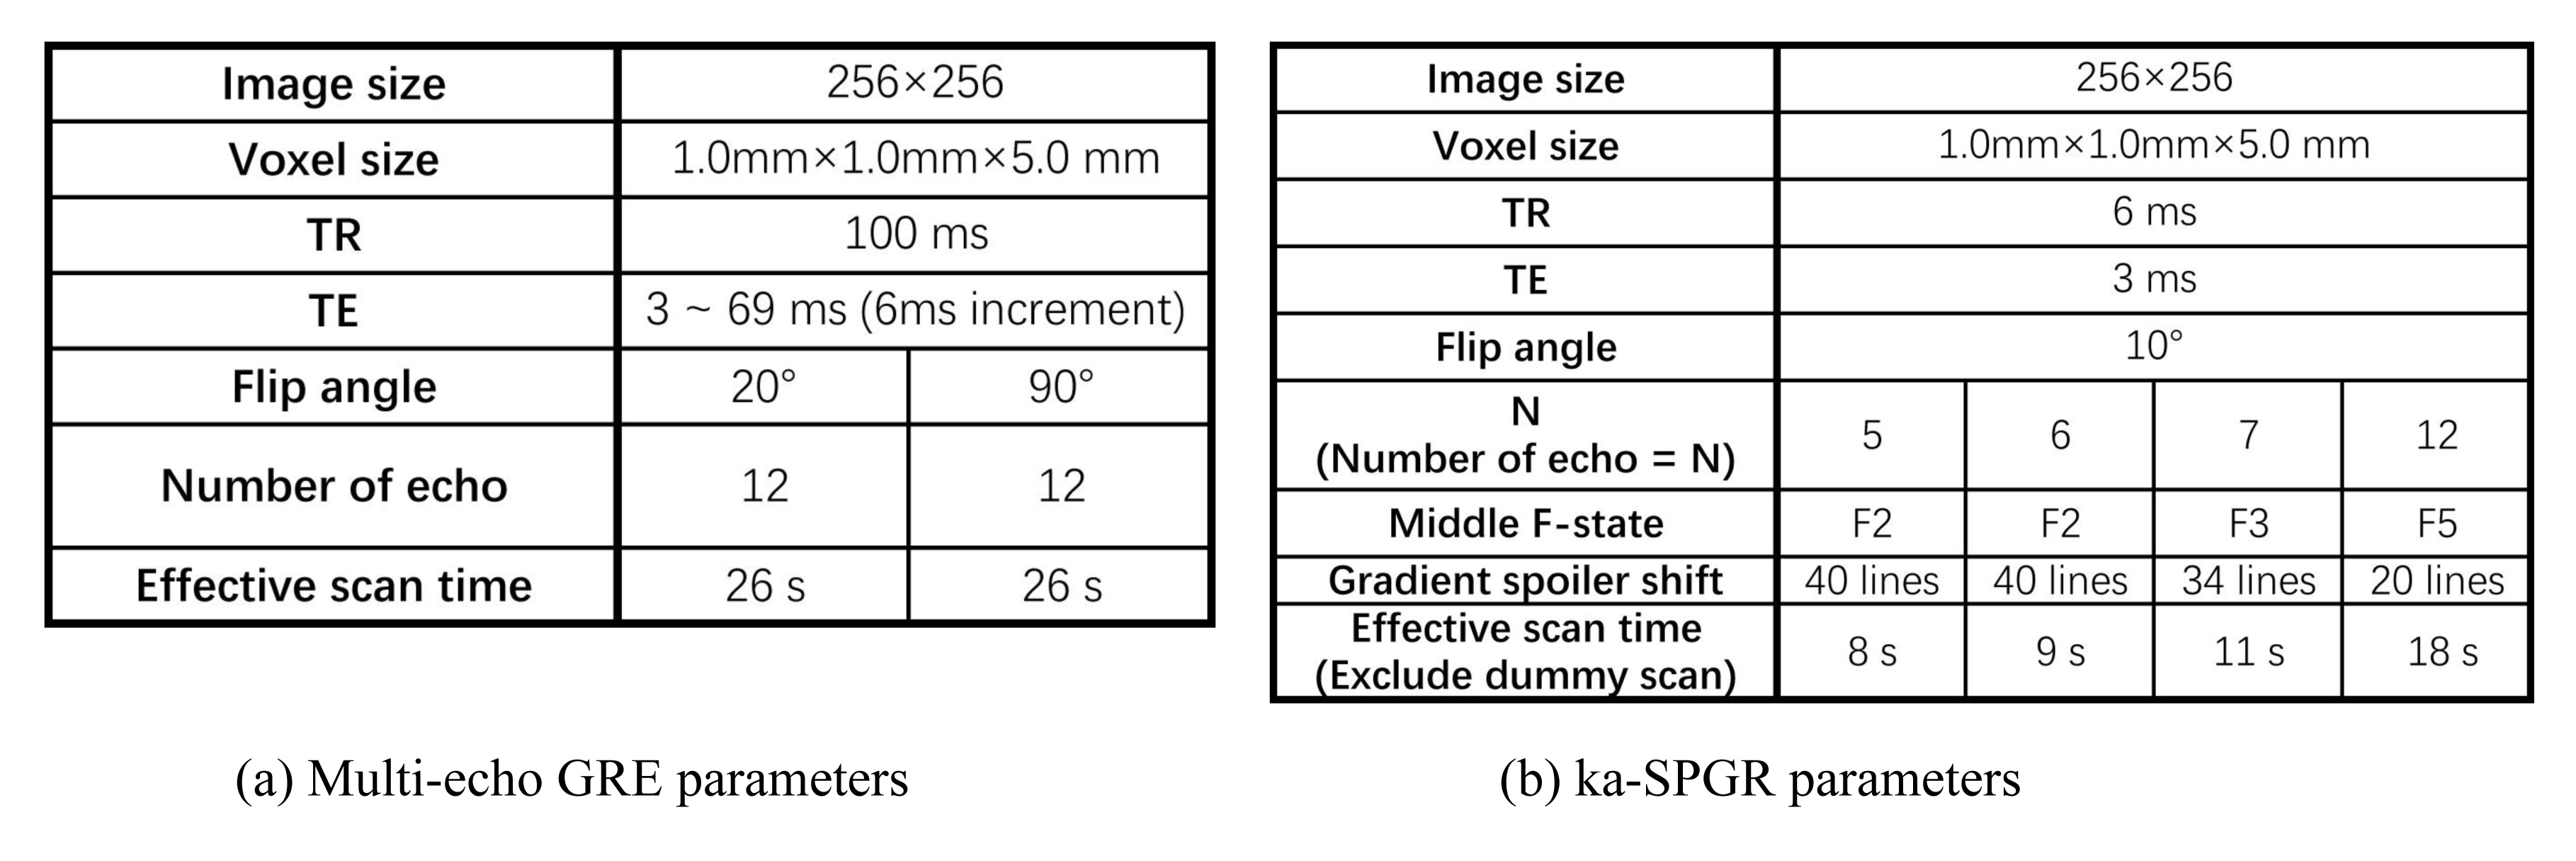 Image size 256×256
Voxel size 1.0mm×1.0mm×5.0 mm
TR 100 ms
TE 3 ~ 69 ms (6ms increment)
Flip angle 20° 90°
Number of echo 12 12
Effective scan time 26 s 26 s
(a) Multi-echo GRE parameters
Image size 256×256
Voxel size 1.0mm×1.0mm×5.0 mm
TR 6 ms
TE 3 ms
Flip angle 10°
N
(Number of echo = N) 5 6 7 12
Middle F-state F2 F2 F3 F5
Gradient spoiler shift 40 lines 40 lines 34 lines 20 lines
Effective scan time
(Exclude dummy scan) 8 s 9 s 11 s 18 s
(b) ka-SPGR parameters